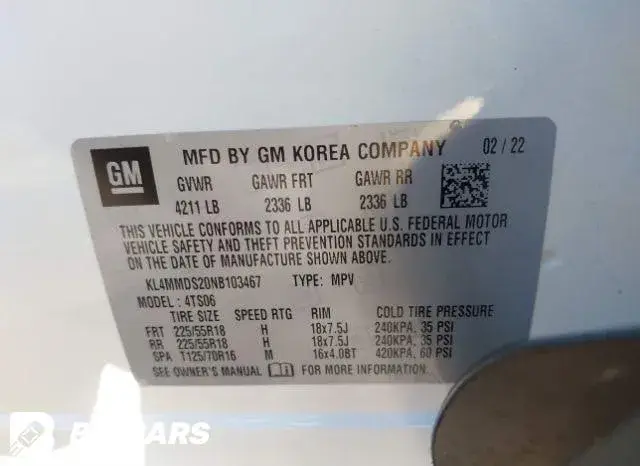 GM
MFD BY GM KOREA COMPANY 02 / 22
GVWR GAWR FRT GAWR RR
4211 LB 2336 LB 2336 LB
THIS VEHICLE CONFORMS TO ALL APPLICABLE U.S. FEDERAL MOTOR
VEHICLE SAFETY AND THEFT PREVENTION STANDARDS IN EFFECT
ON THE DATE OF MANUFACTURE SHOWN ABOVE.
KL4MMDS20NB103467 TYPE: MPV
MODEL : 4TS06
TIRE SIZE SPEED RTG RIM COLD TIRE PRESSURE
FRT 225/55R18 H 18x7.5J 240KPA, 35 PSI
RR 225/55R18 H 18x7.5J 240KPA, 35 PSI
SPA T125/70R16 M 16x4.0BT 420KPA, 60 PSI
SEE OWNER'S MANUAL FOR MORE INFORMATION.